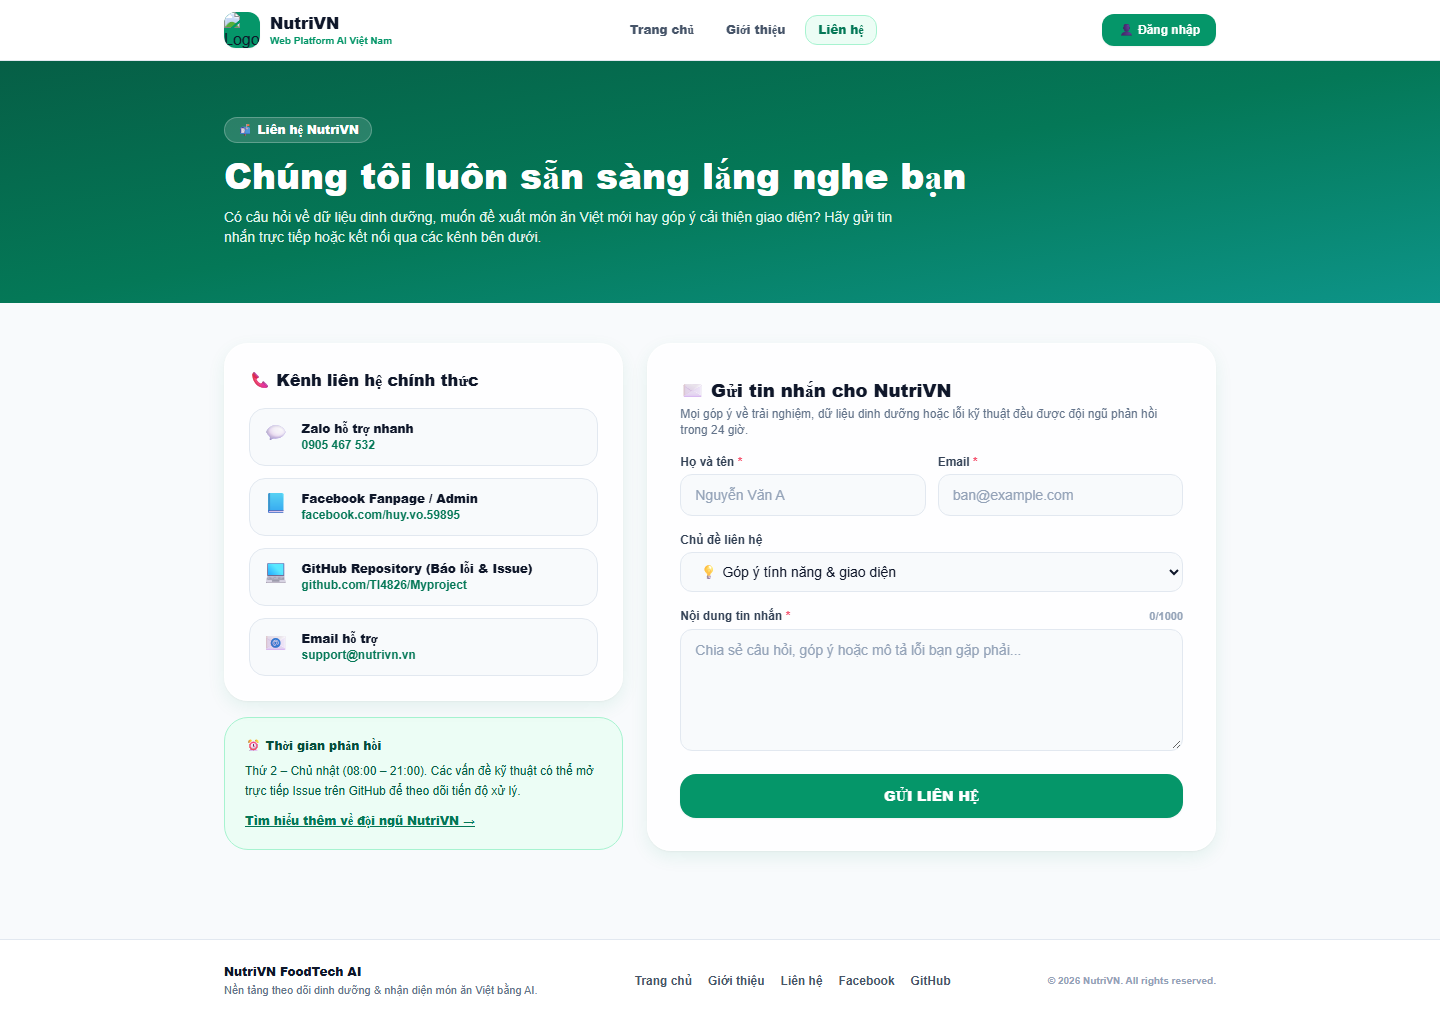 Logo
NutriVN
Web Platform AI Việt Nam
Trang chủ
Giới thiệu
Liên hệ
Đăng nhập
Liên hệ NutriVN
Chúng tôi luôn sẵn sàng lắng nghe bạn
Có câu hỏi về dữ liệu dinh dưỡng, muốn đề xuất món ăn Việt mới hay góp ý cải thiện giao diện? Hãy gửi tin
nhắn trực tiếp hoặc kết nối qua các kênh bên dưới.
Kênh liên hệ chính thức
Zalo hỗ trợ nhanh
0905 467 532
Facebook Fanpage / Admin
facebook.com/huy.vo.59895
GitHub Repository (Báo lỗi & Issue)
github.com/TI4826/Myproject
Email hỗ trợ
support@nutrivn.vn
Thời gian phản hồi
Thứ 2 – Chủ nhật (08:00 – 21:00). Các vấn đề kỹ thuật có thể mở
trực tiếp Issue trên GitHub để theo dõi tiến độ xử lý.
Tìm hiểu thêm về đội ngũ NutriVN →
Gửi tin nhắn cho NutriVN
Mọi góp ý về trải nghiệm, dữ liệu dinh dưỡng hoặc lỗi kỹ thuật đều được đội ngũ phản hồi
trong 24 giờ.
Họ và tên *
Nguyễn Văn A
Email *
ban@example.com
Chủ đề liên hệ
Góp ý tính năng & giao diện
Nội dung tin nhắn *
0/1000
Chia sẻ câu hỏi, góp ý hoặc mô tả lỗi bạn gặp phải...
GỬI LIÊN HỆ
NutriVN FoodTech AI
Nền tảng theo dõi dinh dưỡng & nhận diện món ăn Việt bằng AI.
Trang chủ
Giới thiệu
Liên hệ
Facebook
GitHub
© 2026 NutriVN. All rights reserved.